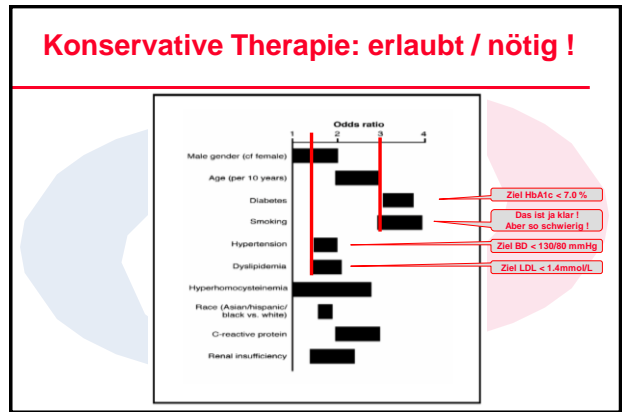 Konservative Therapie: erlaubt / nötig !
Odds ratio
1 2 3 4
Male gender (cf female)
Age (per 10 years)
Diabetes
Smoking
Hypertension
Dyslipidemia
Hyperhomocysteinemia
Race (Asian/hispanic/
black vs. white)
C-reactive protein
Renal insufficiency
Ziel HbA1c < 7.0 %
Das ist ja klar !
Aber so schwierig !
Ziel BD < 130/80 mmHg
Ziel LDL < 1.4mmol/L